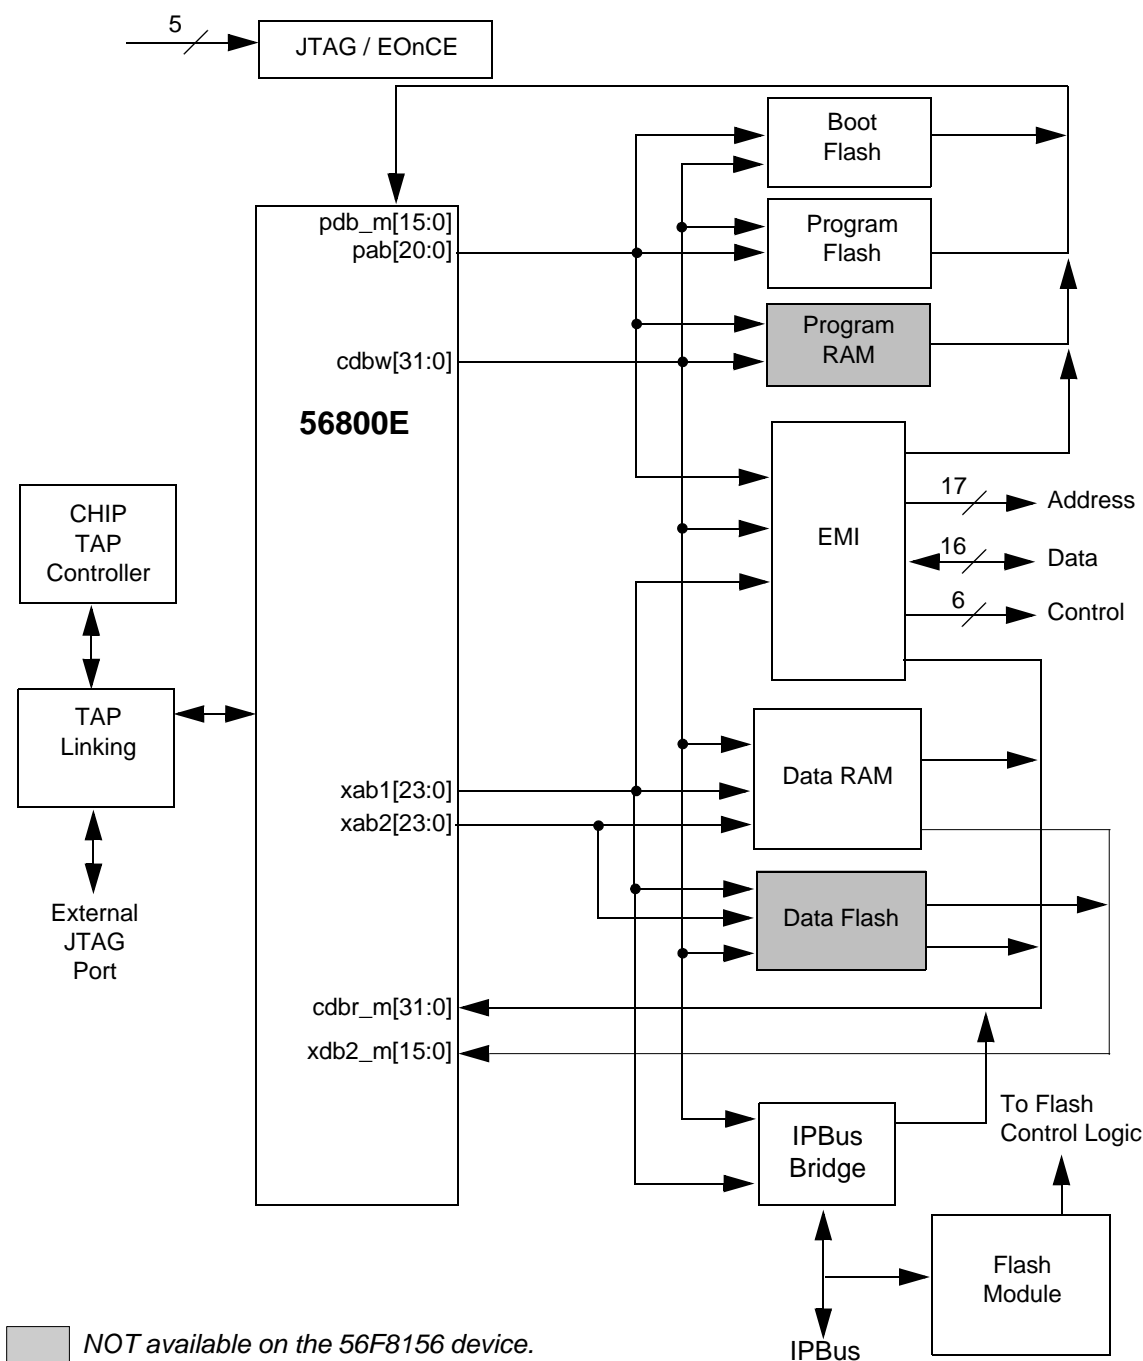 5
JTAG / EOnCE
Boot
Flash
pdb_m[15:0]
pab[20:0]
Program
Flash
cdbw[31:0]
Program
RAM
56800E
CHIP
TAP
Controller
EMI
17
Address
16
Data
6
Control
TAP
Linking
xab1[23:0]
xab2[23:0]
Data RAM
External
JTAG
Port
Data Flash
cdbr_m[31:0]
xdb2_m[15:0]
IPBus
Bridge
To Flash
Control Logic
Flash
Module
IPBus
NOT available on the 56F8156 device.